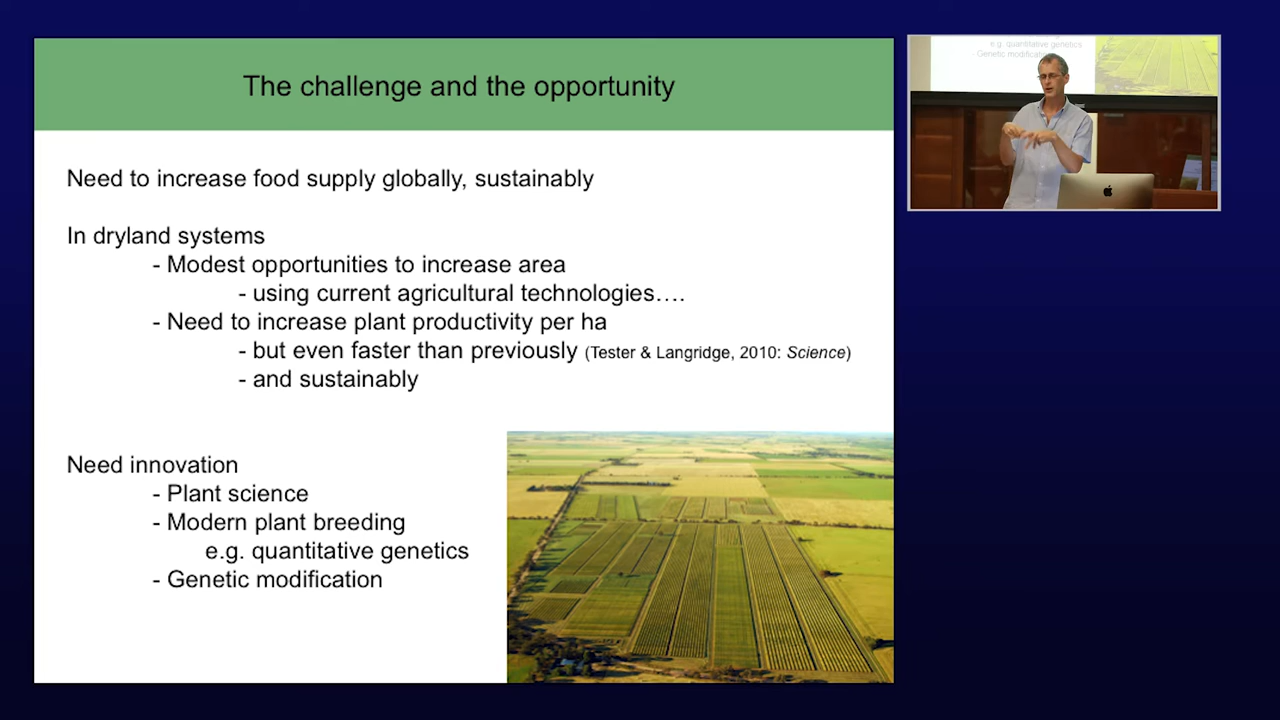 The challenge and the opportunity
Need to increase food supply globally, sustainably
In dryland systems
- Modest opportunities to increase area
- using current agricultural technologies….
- Need to increase plant productivity per ha
- but even faster than previously (Tester & Langridge, 2010: Science)
- and sustainably
Need innovation
- Plant science
- Modern plant breeding
e.g. quantitative genetics
- Genetic modification
e.g. quantitative genetics